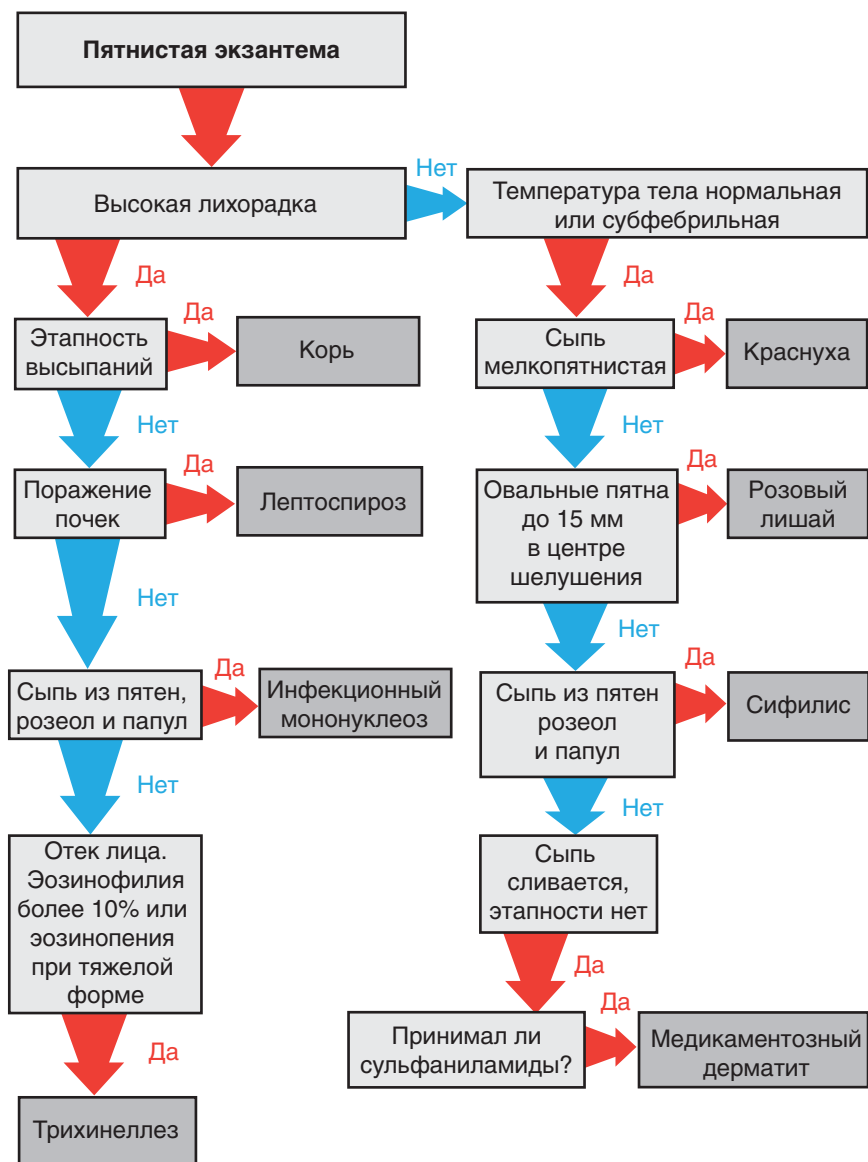 Пятнистая экзантема
Нет
Высокая лихорадка
Температура тела нормальная
или субфебрильная
Да
Да
Этапность
высыпаний
Да
Корь
Сыпь
мелкопятнистая
Да
Краснуха
Нет
Нет
Поражение
почек
Да
Лептоспироз
Овальные пятна
до 15 мм
в центре
шелушения
Да
Розовый
лишай
Нет
Нет
Сыпь из пятен,
розеол и папул
Да
Инфекционный
мононуклеоз
Сыпь из пятен
розеол
и папул
Да
Сифилис
Нет
Нет
Отек лица.
Эозинофилия
более 10% или
эозинопения
при тяжелой
форме
Сыпь
сливается,
этапности нет
Да
Да
Трихинеллез
Принимал ли
сульфаниламиды?
Да
Медикаментозный
дерматит